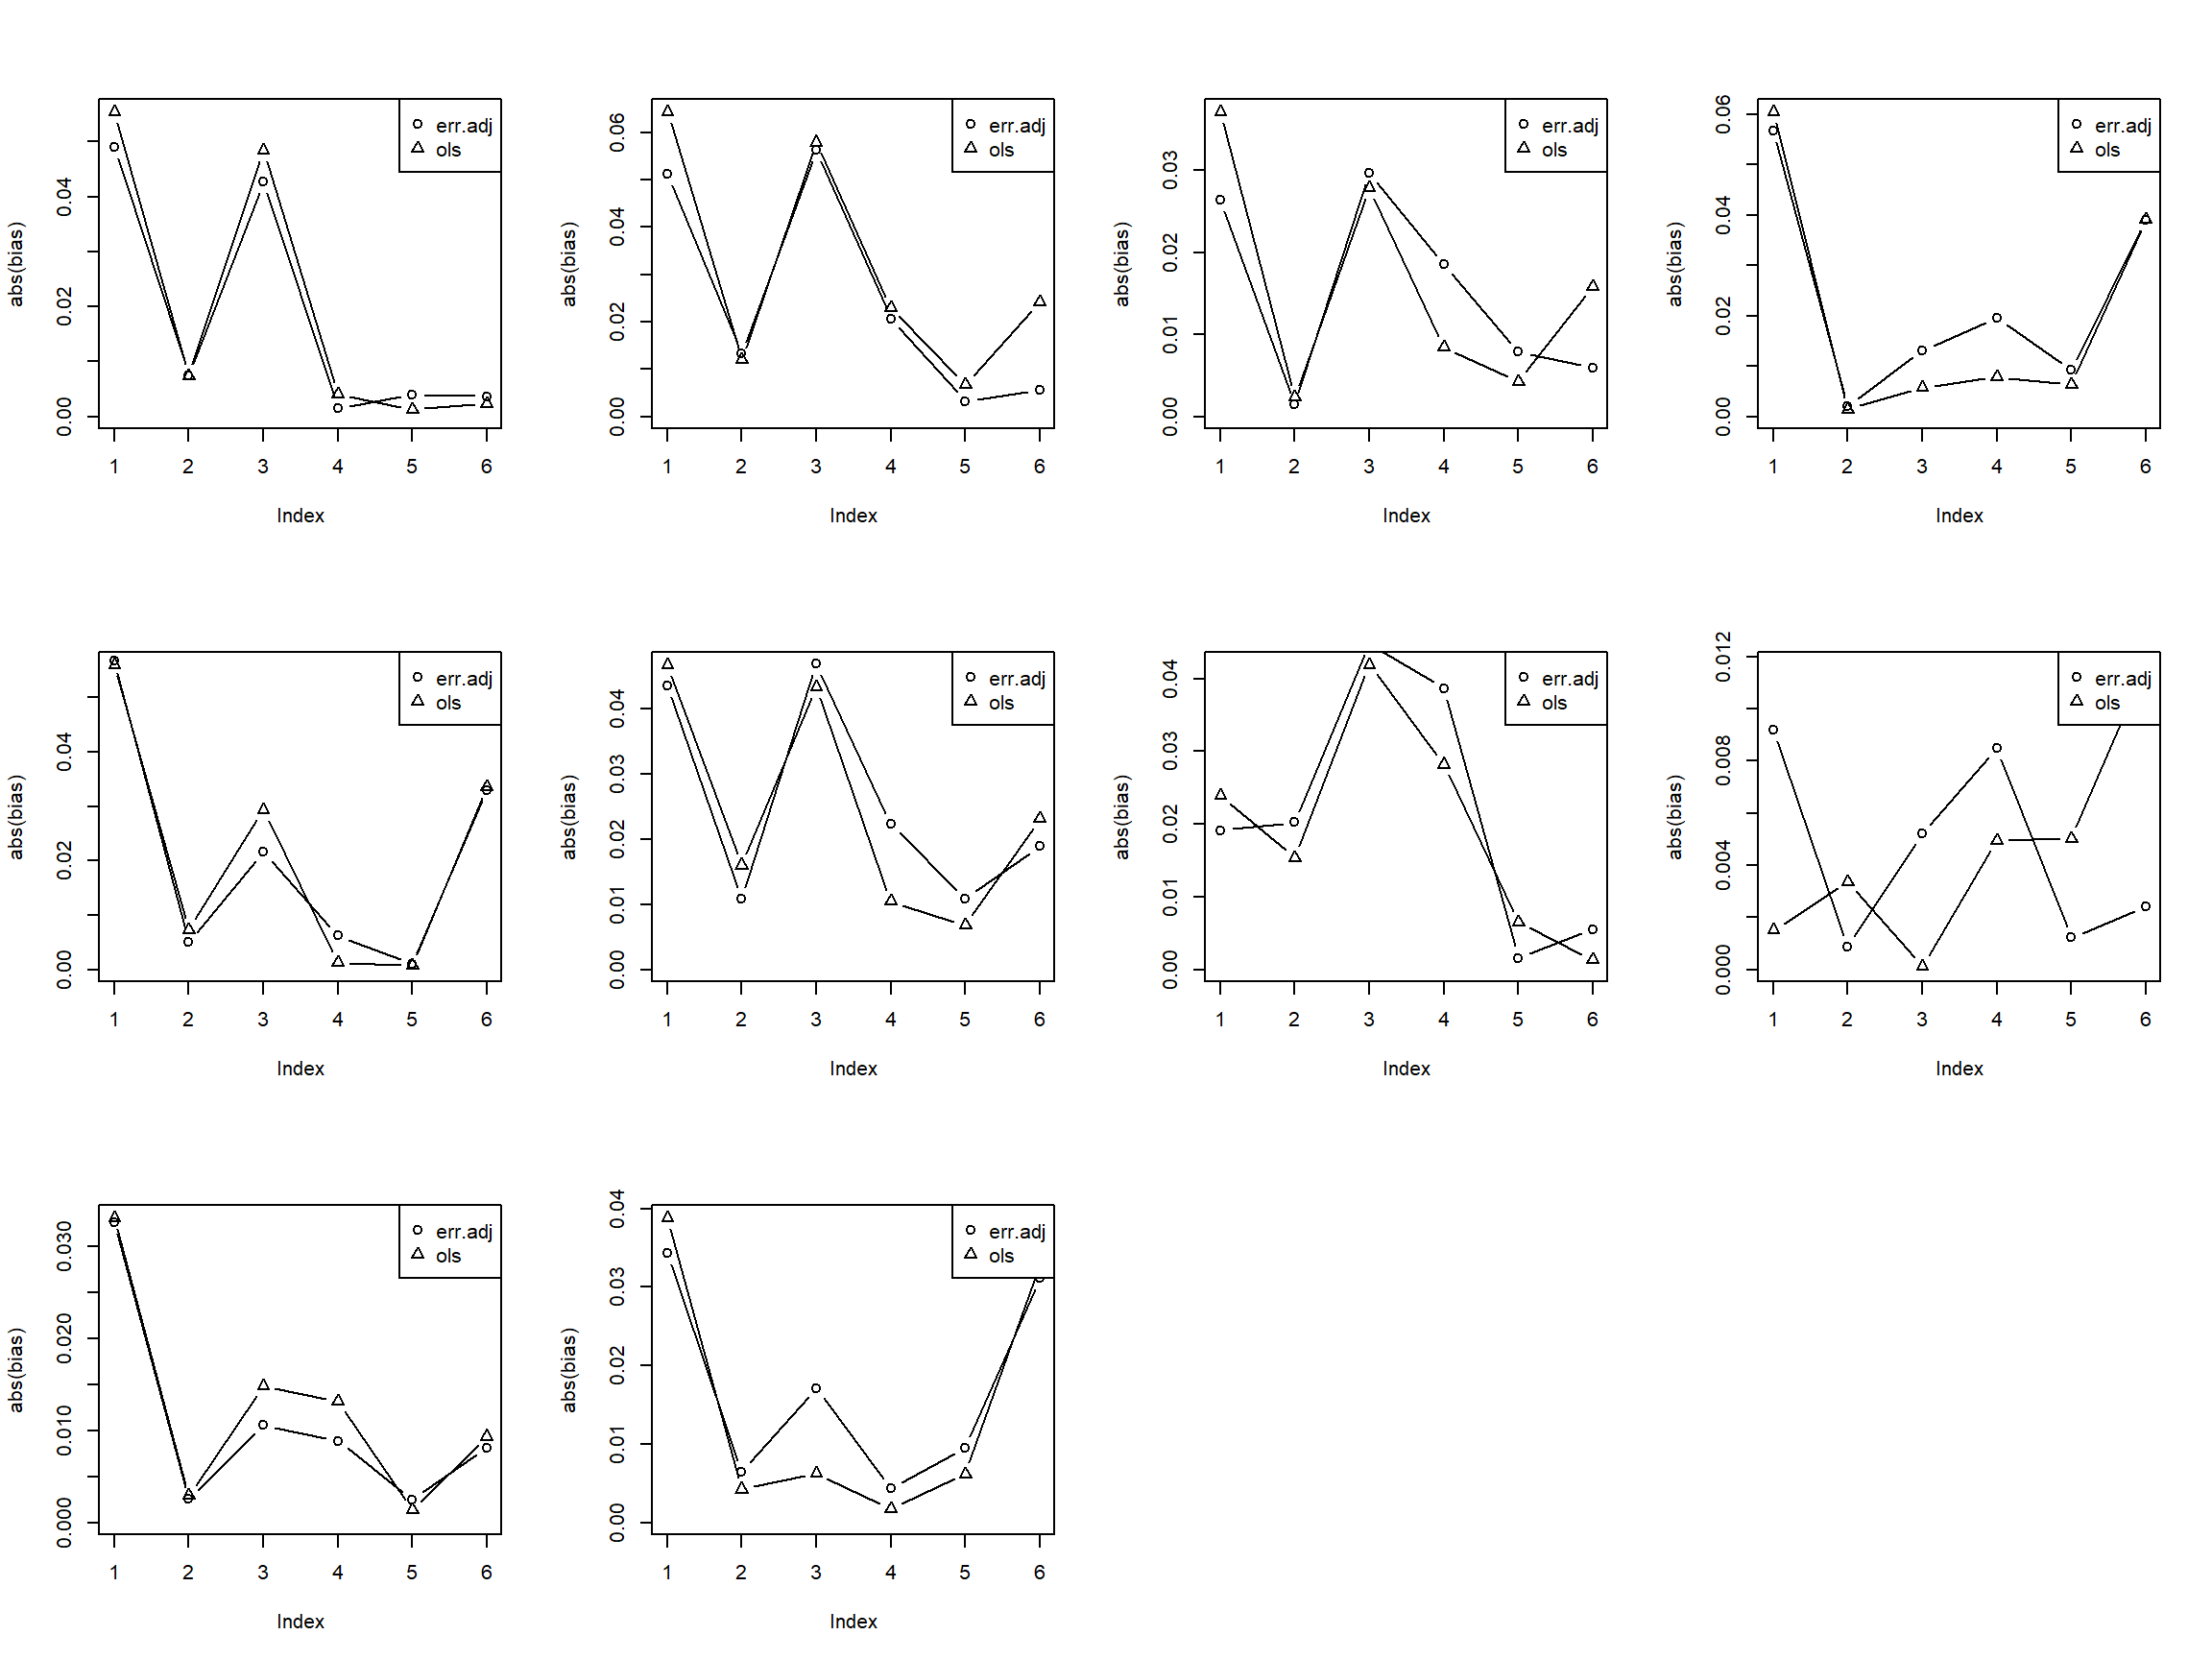 abs(bias)
0.00 0.02 0.04
err.adj
ols
1 2 3 4 5 6
Index
abs(bias)
0.00 0.02 0.04 0.06
err.adj
ols
1 2 3 4 5 6
Index
abs(bias)
0.00 0.01 0.02 0.03
err.adj
ols
1 2 3 4 5 6
Index
abs(bias)
0.00 0.02 0.04 0.06
err.adj
ols
1 2 3 4 5 6
Index
abs(bias)
0.00 0.02 0.04
err.adj
ols
1 2 3 4 5 6
Index
abs(bias)
0.00 0.01 0.02 0.03 0.04
err.adj
ols
1 2 3 4 5 6
Index
abs(bias)
0.00 0.01 0.02 0.03 0.04
err.adj
ols
1 2 3 4 5 6
Index
abs(bias)
0.000 0.004 0.008 0.012
err.adj
ols
1 2 3 4 5 6
Index
abs(bias)
0.000 0.010 0.020 0.030
err.adj
ols
1 2 3 4 5 6
Index
abs(bias)
0.00 0.01 0.02 0.03 0.04
err.adj
ols
1 2 3 4 5 6
Index